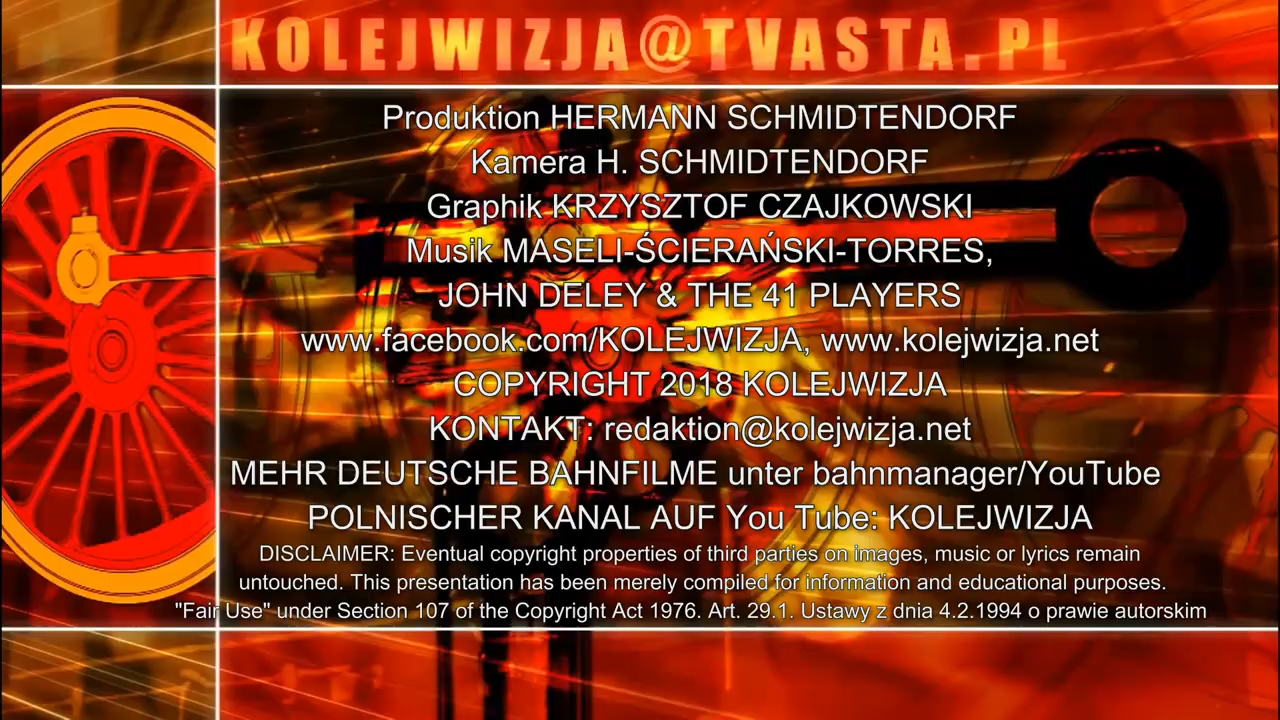 KOLEJWIZJA@TVASTA.PL
Produktion HERMANN SCHMIDTENDORF
Kamera H. SCHMIDTENDORF
Graphik KRZYSZTOF CZAJKOWSKI
Musik MASELI-ŚCIERAŃSKI-TORRES,
JOHN DELEY & THE 41 PLAYERS
www.facebook.com/KOLEJWIZJA, www.kolejwizja.net
COPYRIGHT 2018 KOLEJWIZJA
KONTAKT: redaktion@kolejwizja.net
MEHR DEUTSCHE BAHNFILME unter bahnmanager/YouTube
POLNISCHER KANAL AUF You Tube: KOLEJWIZJA
DISCLAIMER: Eventual copyright properties of third parties on images, music or lyrics remain
untouched. This presentation has been merely compiled for information and educational purposes.
"Fair Use" under Section 107 of the Copyright Act 1976. Art. 29.1. Ustawy z dnia 4.2.1994 o prawie autorskim